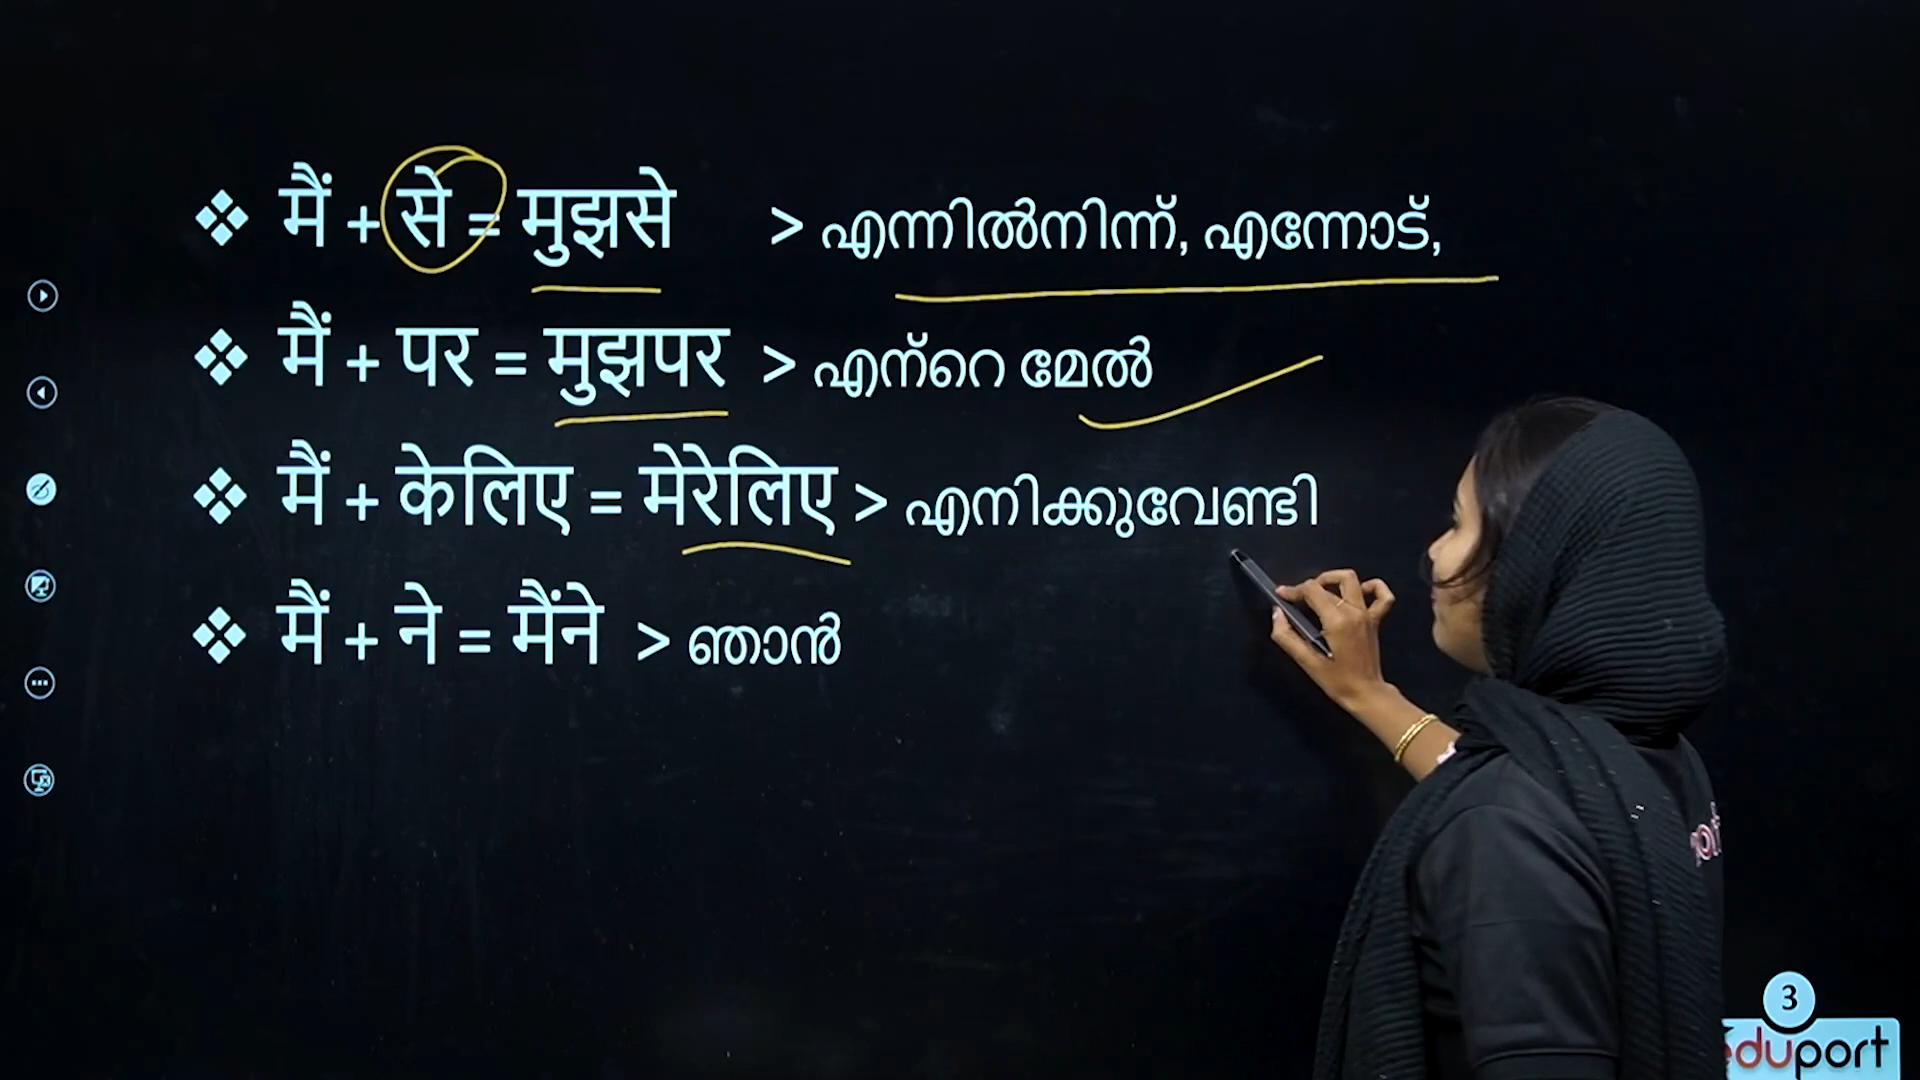 ❖ मैं + से = मुझसे > എന്നിൽനിന്ന്, എന്നോട്,
❖ मैं + पर = मुझपर > എന്റെ മേൽ
❖ मैं + केलिए = मेरेलिए > എനിക്കുവേണ്ടി
❖ मैं + ने = मैंने > ഞാൻ
3
eduport